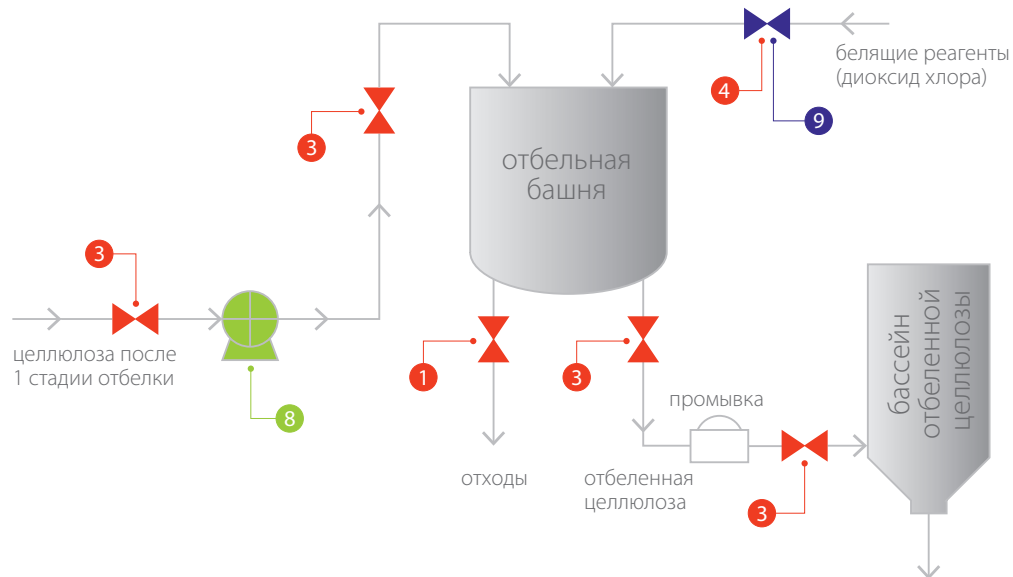 белящие реагенты
(диоксид хлора)
4
9
3
отбельная
башня
3
целлюлоза после
1 стадии отбелки
8
1
3
отходы
отбеленная
целлюлоза
промывка
3
бассейн
отбеленной
целлюлозы